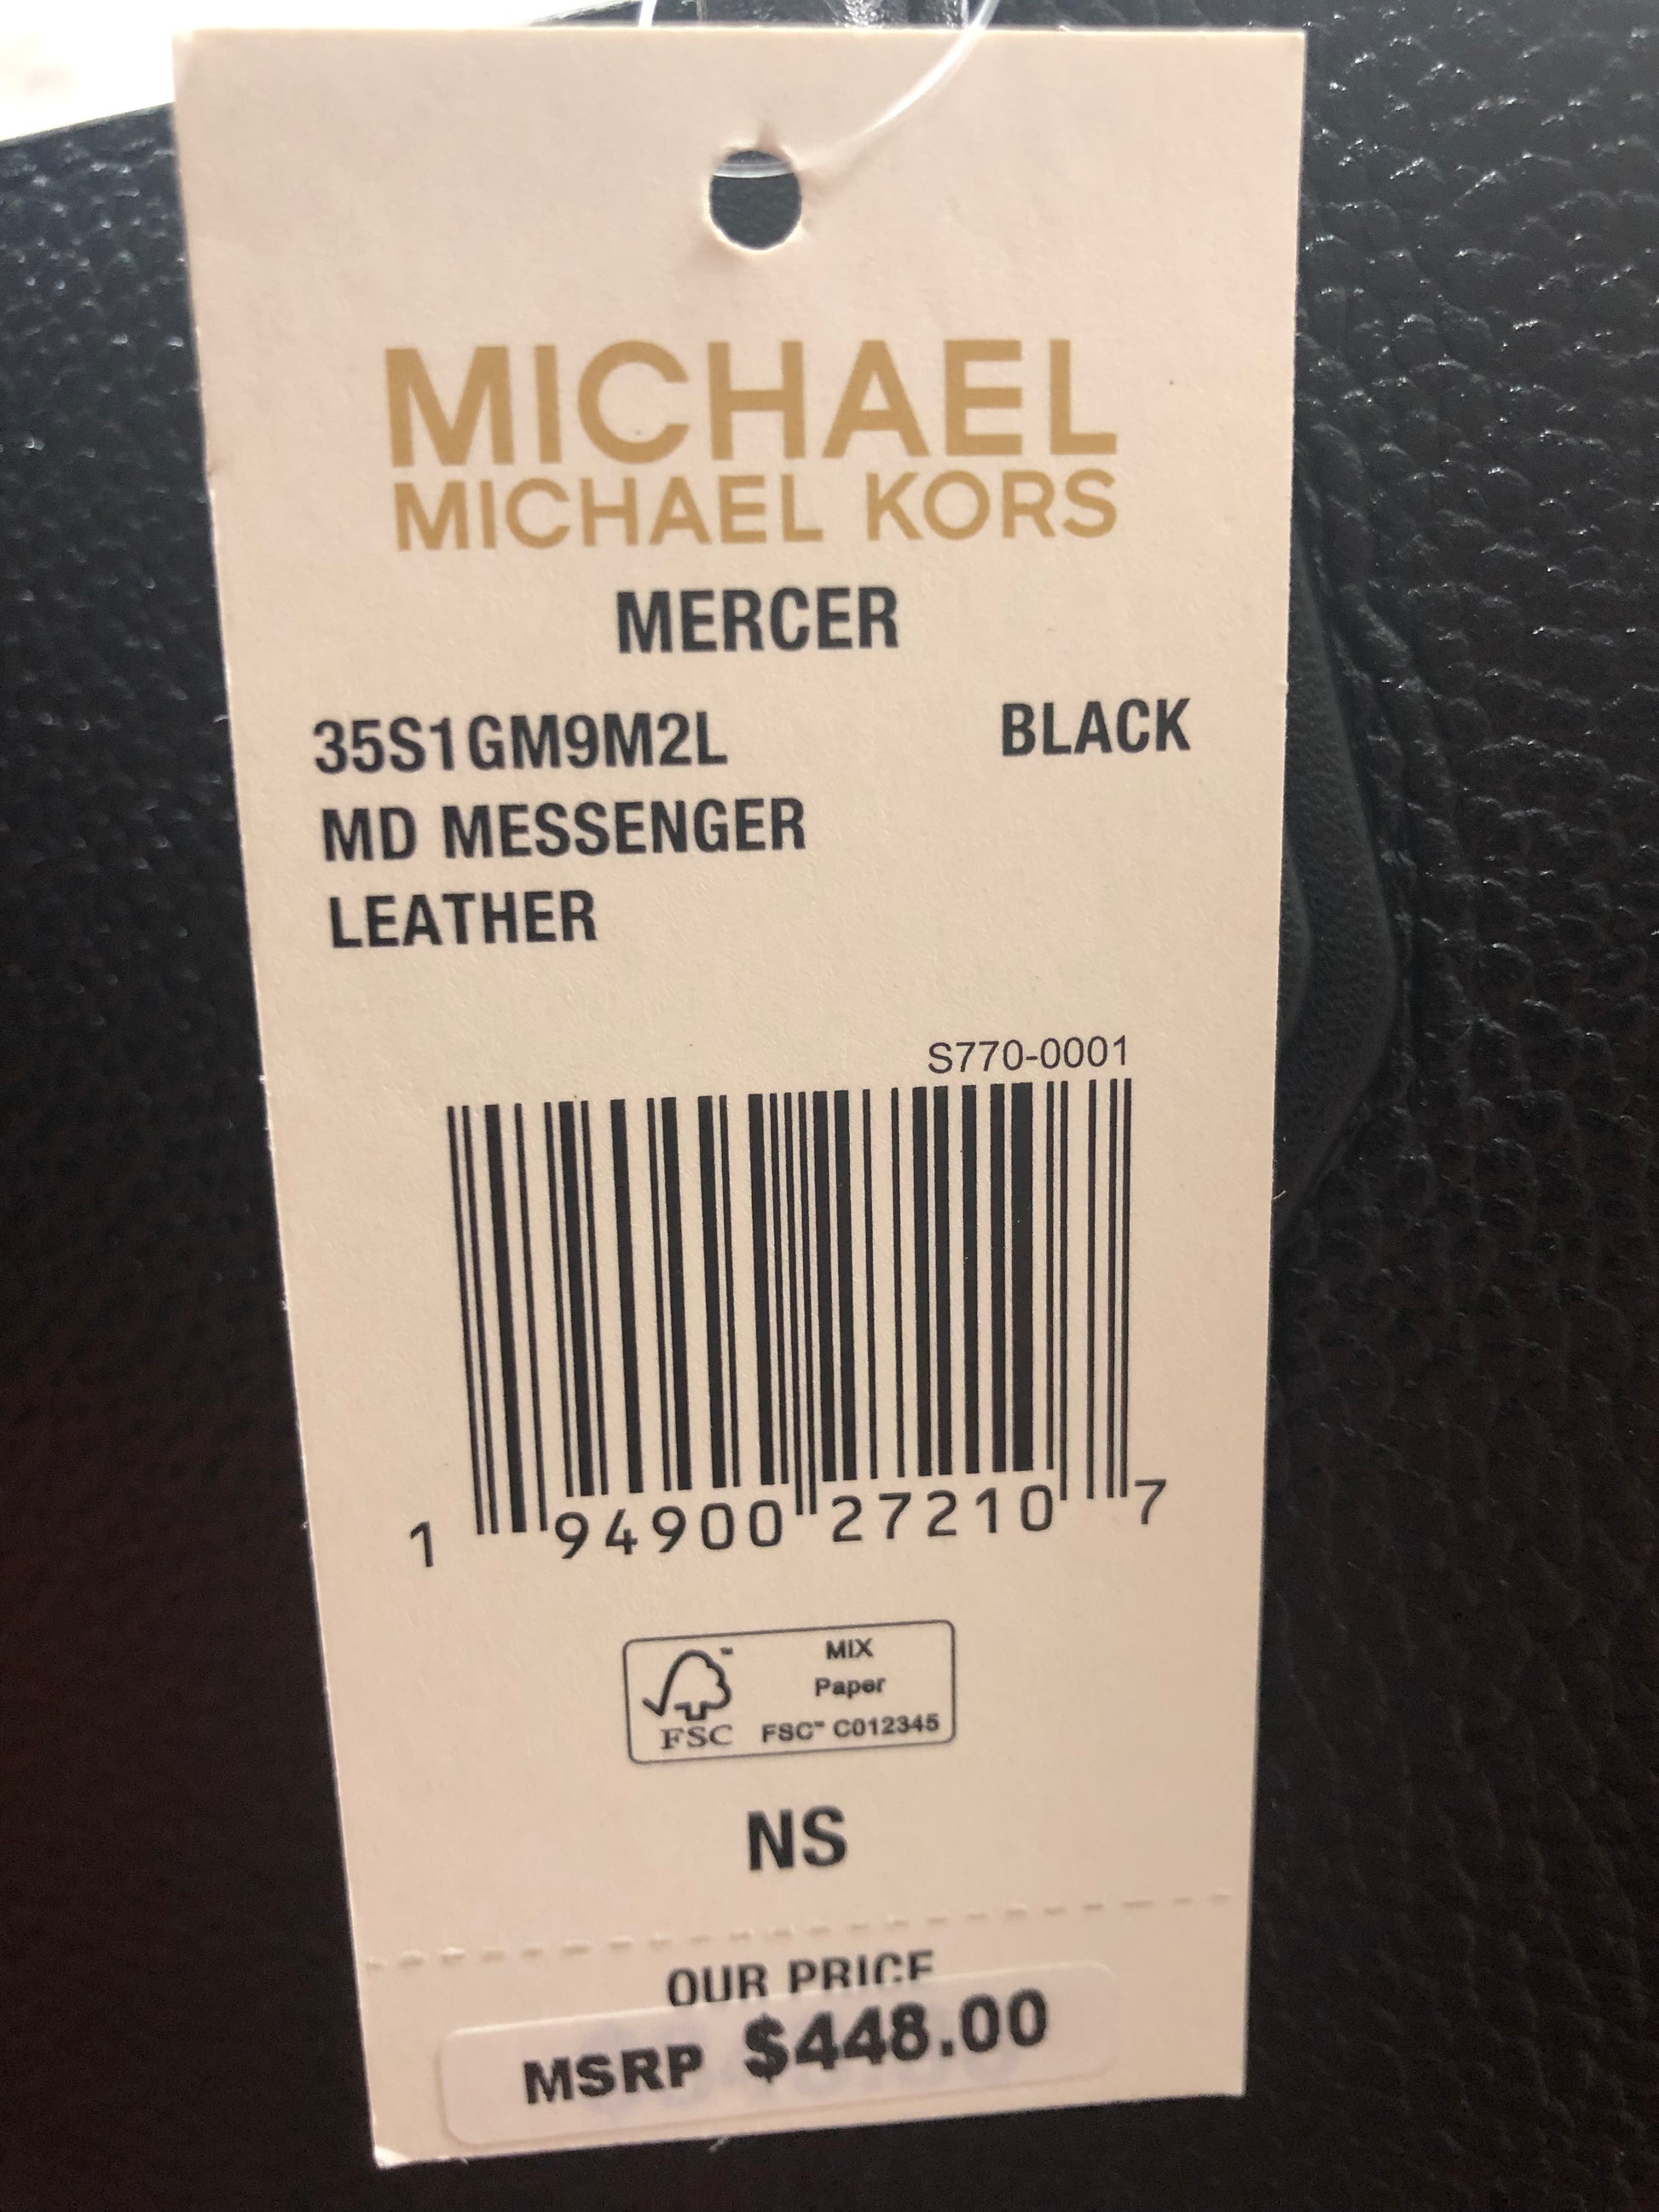 MICHAEL
MICHAEL KORS
MERCER
35S1GM9M2L BLACK
MD MESSENGER
LEATHER
S770-0001
1 94900 27210 7
FSC™
MIX
Paper
FSC™ C012345
NS
OUR PRICE
MSRP $448.00